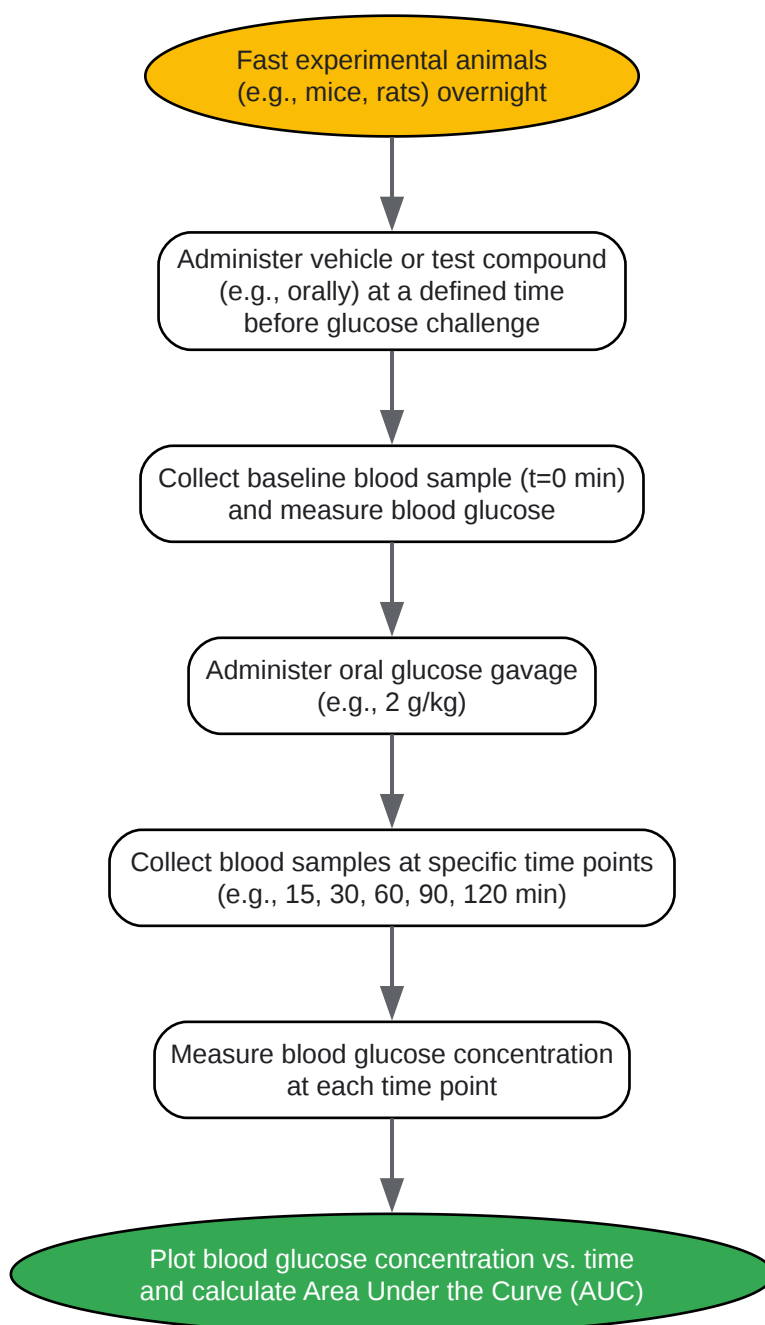 Fast experimental animals
(e.g., mice, rats) overnight
Administer vehicle or test compound
(e.g., orally) at a defined time
before glucose challenge
Collect baseline blood sample (t=0 min)
and measure blood glucose
Administer oral glucose gavage
(e.g., 2 g/kg)
Collect blood samples at specific time points
(e.g., 15, 30, 60, 90, 120 min)
Measure blood glucose concentration
at each time point
Plot blood glucose concentration vs. time
and calculate Area Under the Curve (AUC)